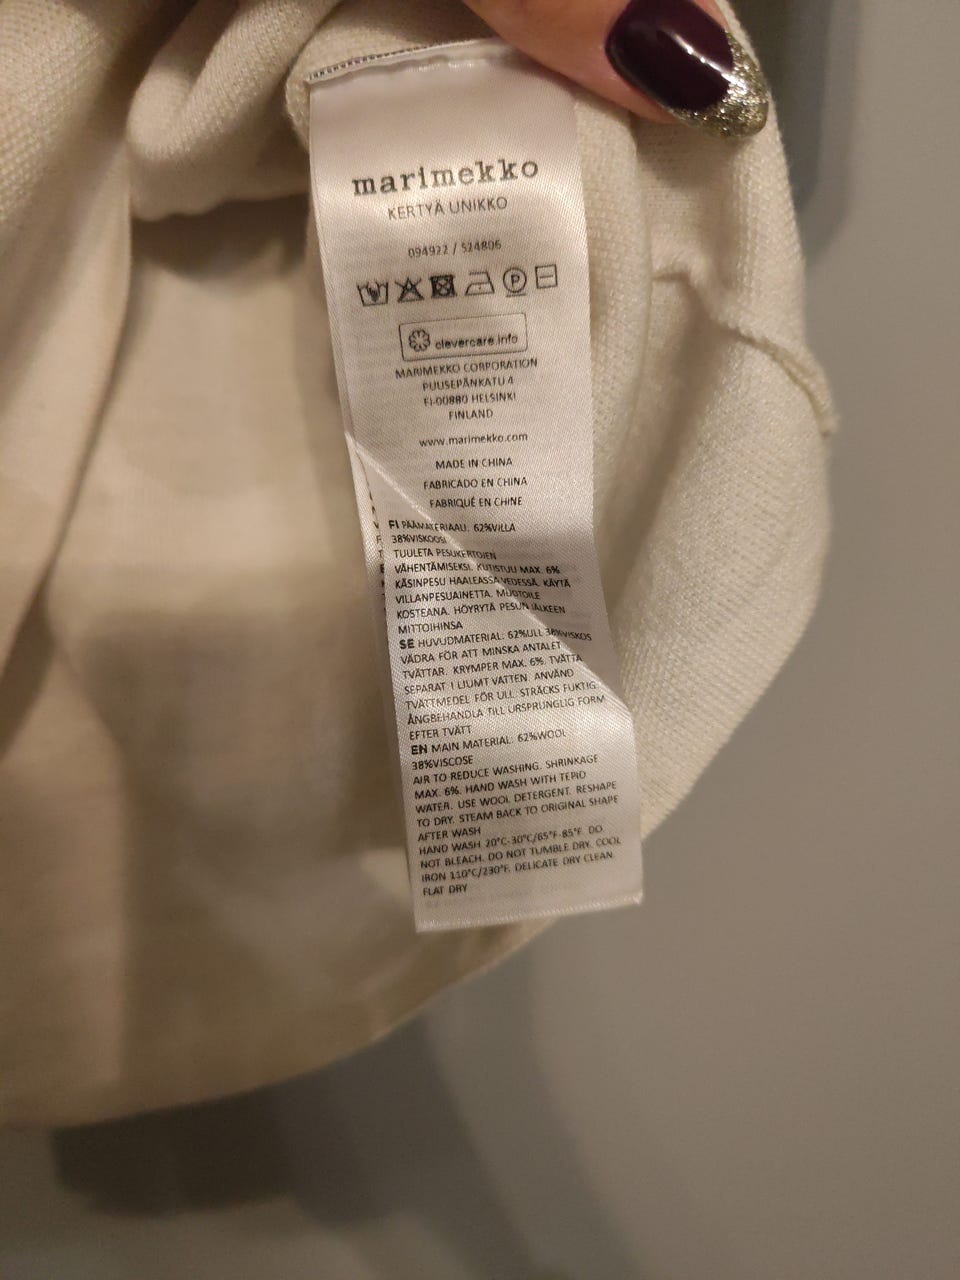 marimekko
KERTYÄ UNIKKO
094922 / 524806
P
clevercare.info
MARIMEKKO CORPORATION
PUUSEPÄNKATU 4
FI-00880 HELSINKI
FINLAND
www.marimekko.com
MADE IN CHINA
FABRICADO EN CHINA
FABRIQUÉ EN CHINE
FI PÄÄMATERIAALI: 62%VILLA
38%VISKOOSI
TUULETA PESUKERTOJEN
VÄHENTÄMISEKSI. KUTISTUU MAX. 6%
KÄSINPESU HAALEASSA VEDESSÄ. KÄYTÄ
VILLANPESUAINETTA. MUOTOILE
KOSTEANA. HÖYRYTÄ PESUN JÄLKEEN
MITTOIHINSA
SE HUVUDMATERIAL: 62%ULL 38%VISKOS
VÄDRA FÖR ATT MINSKA ANTALET
TVÄTTAR. KRYMPER MAX. 6%. TVÄTTA
SEPARAT I LJUMT VATTEN. ANVÄND
TVÄTTMEDEL FÖR ULL. STRÄCKS FUKTIG.
ÅNGBEHANDLA TILL URSPRUNGLIG FORM
EFTER TVÄTT
EN MAIN MATERIAL: 62%WOOL
38%VISCOSE
AIR TO REDUCE WASHING. SHRINKAGE
MAX. 6%. HAND WASH WITH TEPID
WATER. USE WOOL DETERGENT. RESHAPE
TO DRY. STEAM BACK TO ORIGINAL SHAPE
AFTER WASH
HAND WASH 20°C-30°C/65°F-85°F. DO
NOT BLEACH. DO NOT TUMBLE DRY. COOL
IRON 110°C/230°F. DELICATE DRY CLEAN.
FLAT DRY